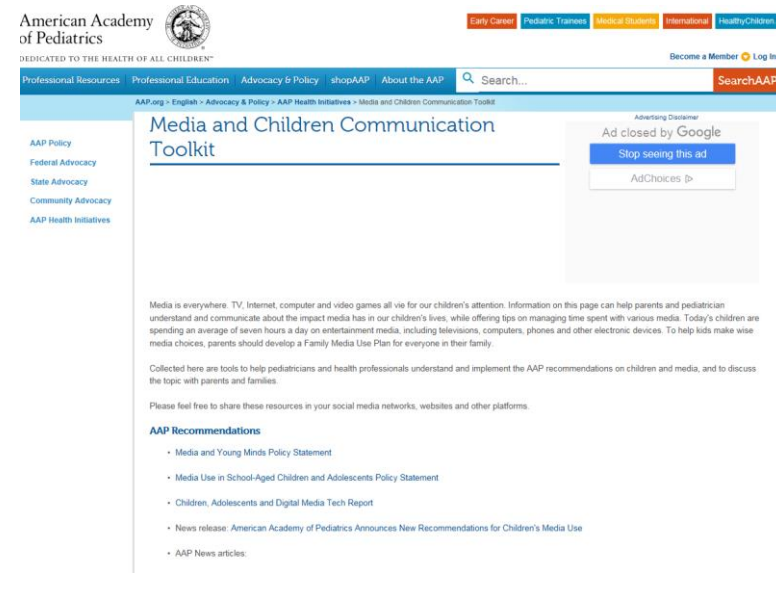 American Academy
of Pediatrics
DEDICATED TO THE HEALTH OF ALL CHILDREN™
Early Career Pediatric Trainees Medical Students International HealthyChildren.
Become a Member Log In
Professional Resources Professional Education Advocacy & Policy shopAAP About the AAP Search... SearchAAP
AAP.org > English > Advocacy & Policy > AAP Health Initiatives > Media and Children Communication Toolkit
AAP Policy
Federal Advocacy
State Advocacy
Community Advocacy
AAP Health Initiatives
Media and Children Communication
Toolkit
Advertising Disclaimer
Ad closed by Google
Stop seeing this ad
AdChoices
Media is everywhere. TV, Internet, computer and video games all vie for our children's attention. Information on this page can help parents and pediatrician
understand and communicate about the impact media has in our children's lives, while offering tips on managing time spent with various media. Today's children are
spending an average of seven hours a day on entertainment media, including televisions, computers, phones and other electronic devices. To help kids make wise
media choices, parents should develop a Family Media Use Plan for everyone in their family.
Collected here are tools to help pediatricians and health professionals understand and implement the AAP recommendations on children and media, and to discuss
the topic with parents and families.
Please feel free to share these resources in your social media networks, websites and other platforms.
AAP Recommendations
• Media and Young Minds Policy Statement
• Media Use in School-Aged Children and Adolescents Policy Statement
• Children, Adolescents and Digital Media Tech Report
• News release: American Academy of Pediatrics Announces New Recommendations for Children's Media Use
• AAP News articles: